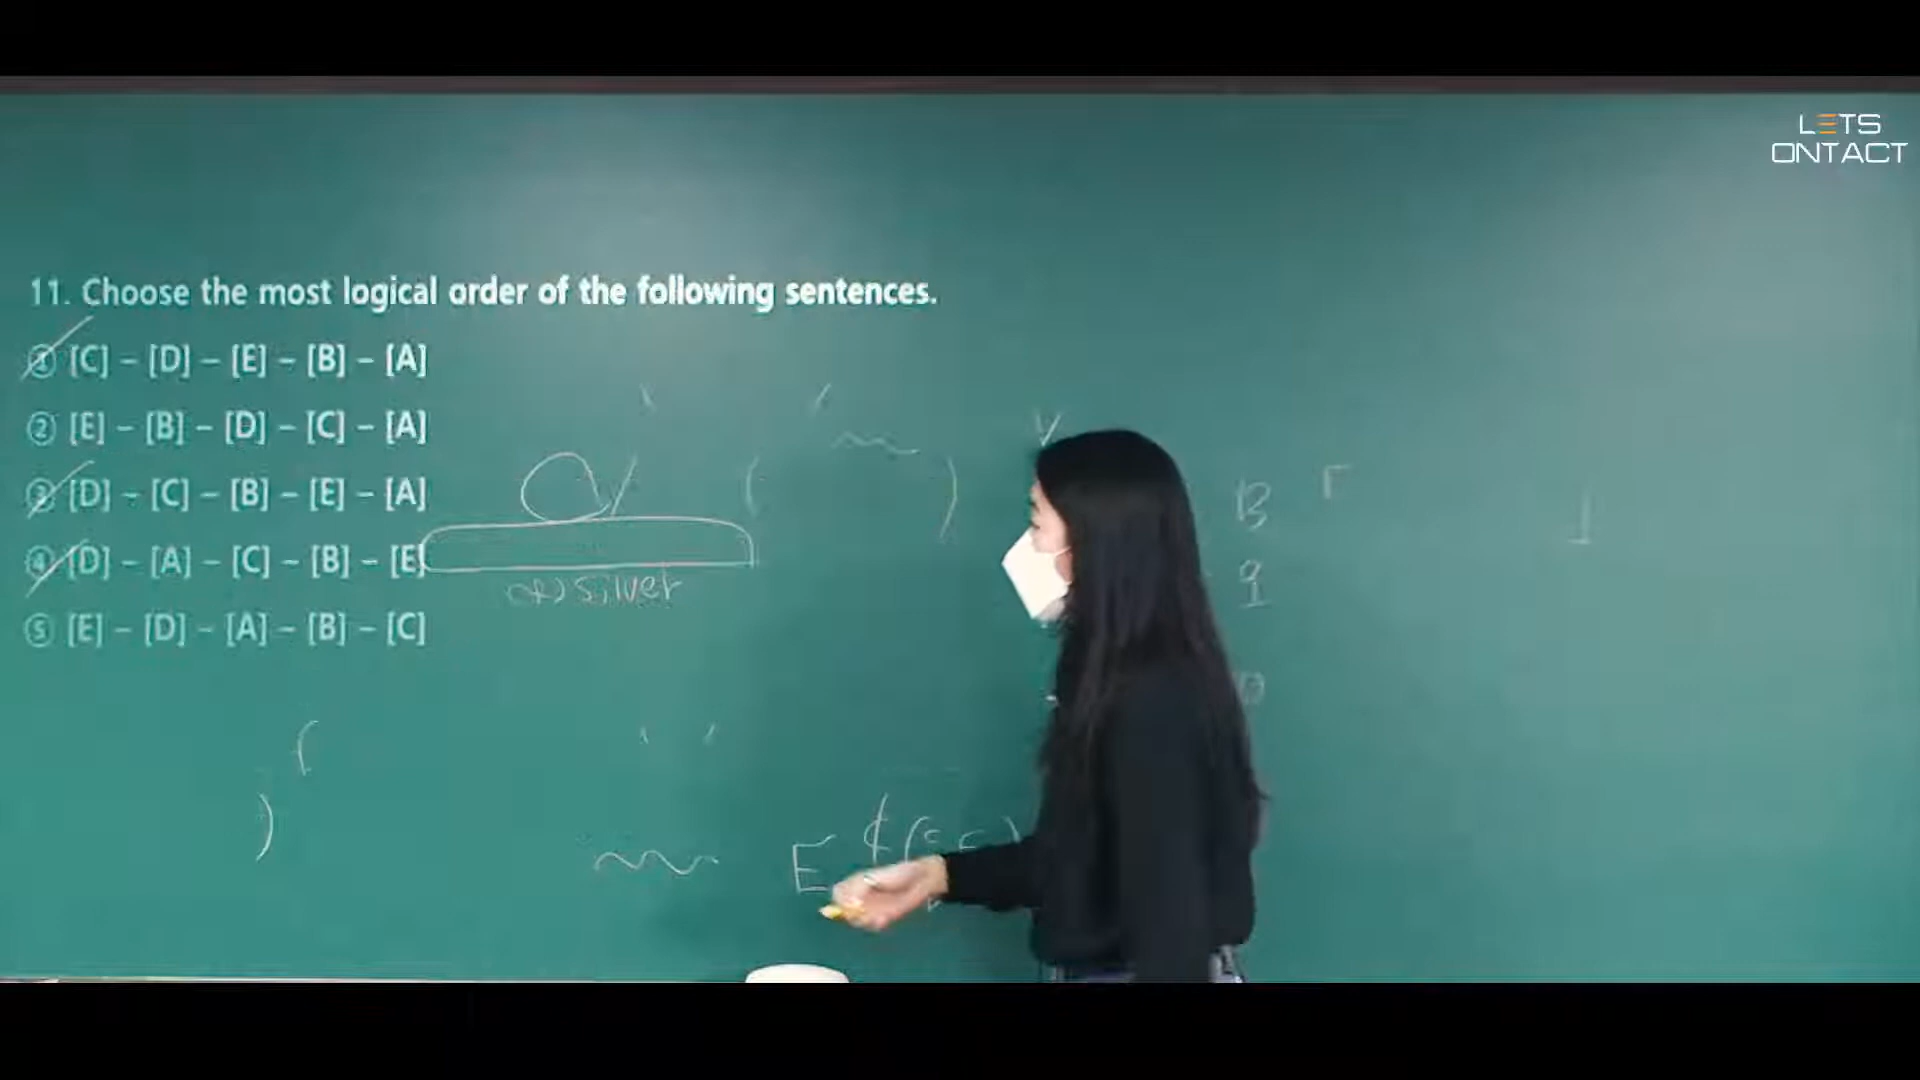 LETS
ONTACT
11. Choose the most logical order of the following sentences.
① [C] – [D] – [E] – [B] – [A]
② [E] – [B] – [D] – [C] – [A]
③ [D] – [C] – [B] – [E] – [A]
④ [D] – [A] – [C] – [B] – [E]
⑤ [E] – [D] – [A] – [B] – [C]
silver
B
E